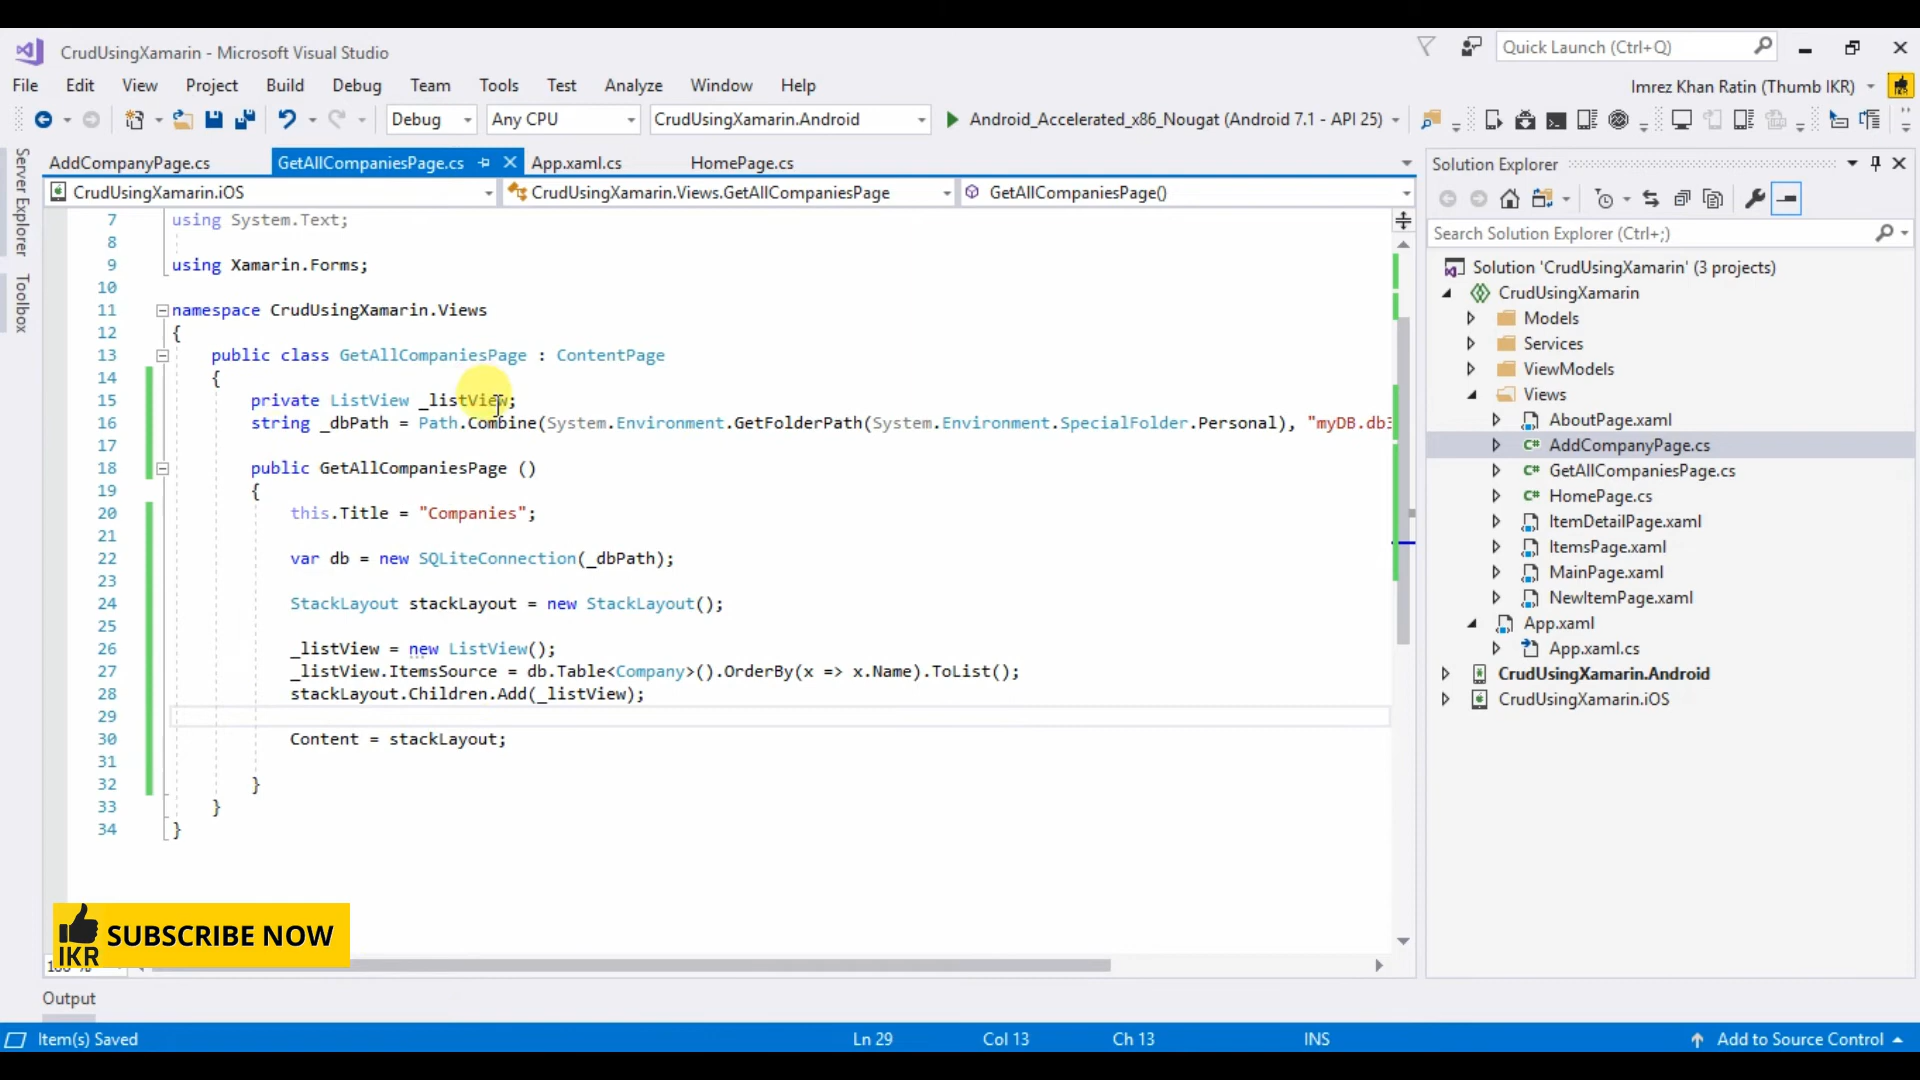 CrudUsingXamarin - Microsoft Visual Studio
Quick Launch (Ctrl+Q)
File Edit View Project Build Debug Team Tools Test Analyze Window Help
Imrez Khan Ratin (Thumb IKR)
Debug Any CPU CrudUsingXamarin.Android Android_Accelerated_x86_Nougat (Android 7.1 - API 25)
Server Explorer
Toolbox
AddCompanyPage.cs GetAllCompaniesPage.cs App.xaml.cs HomePage.cs
CrudUsingXamarin.iOS CrudUsingXamarin.Views.GetAllCompaniesPage GetAllCompaniesPage()
7 using System.Text;
8
9 using Xamarin.Forms;
10
11 namespace CrudUsingXamarin.Views
12 {
13 public class GetAllCompaniesPage : ContentPage
14 {
15 private ListView _listView;
16 string _dbPath = Path.Combine(System.Environment.GetFolderPath(System.Environment.SpecialFolder.Personal), "myDB.db3
17
18 public GetAllCompaniesPage ()
19 {
20 this.Title = "Companies";
21
22 var db = new SQLiteConnection(_dbPath);
23
24 StackLayout stackLayout = new StackLayout();
25
26 _listView = new ListView();
27 _listView.ItemsSource = db.Table<Company>().OrderBy(x => x.Name).ToList();
28 stackLayout.Children.Add(_listView);
29
30 Content = stackLayout;
31
32 }
33 }
34 }
Solution Explorer
Search Solution Explorer (Ctrl+;)
Solution 'CrudUsingXamarin' (3 projects)
CrudUsingXamarin
Models
Services
ViewModels
Views
AboutPage.xaml
AddCompanyPage.cs
GetAllCompaniesPage.cs
HomePage.cs
ItemDetailPage.xaml
ItemsPage.xaml
MainPage.xaml
NewItemPage.xaml
App.xaml
App.xaml.cs
CrudUsingXamarin.Android
CrudUsingXamarin.iOS
IKR SUBSCRIBE NOW
Output
Item(s) Saved Ln 29 Col 13 Ch 13 INS Add to Source Control